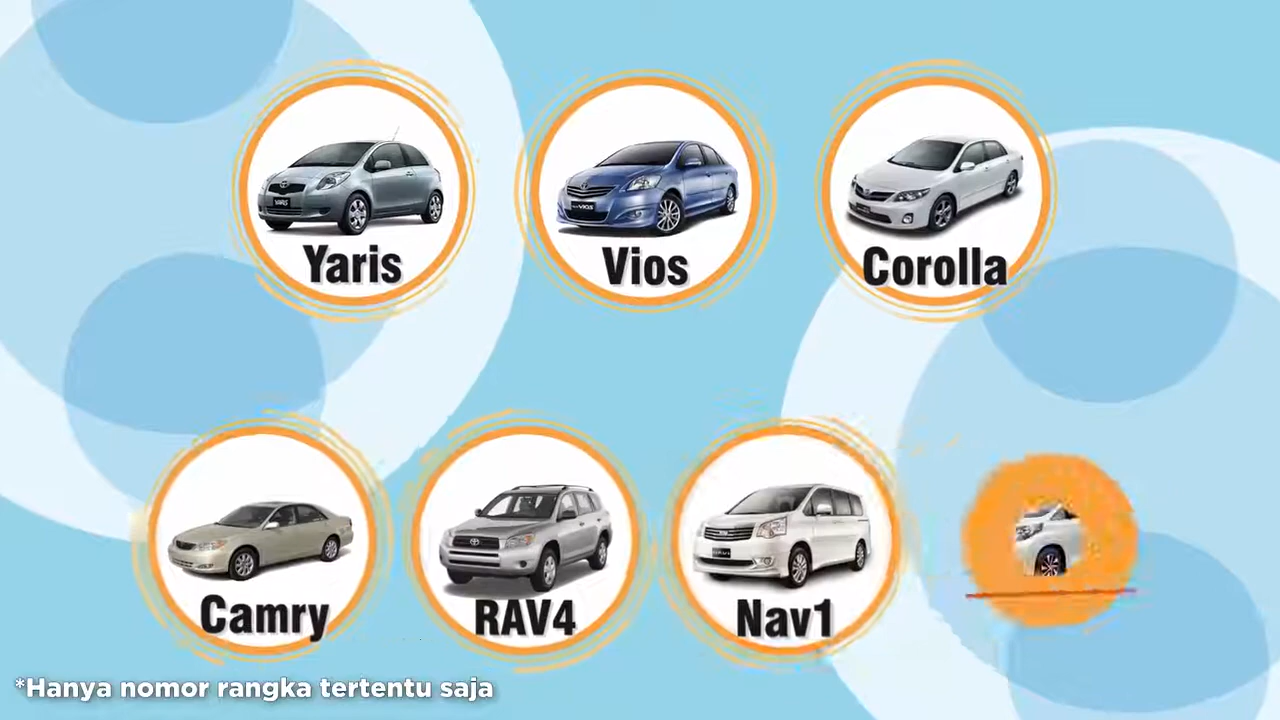 Yaris
Vios
Corolla
Camry
RAV4
Nav1
*Hanya nomor rangka tertentu saja